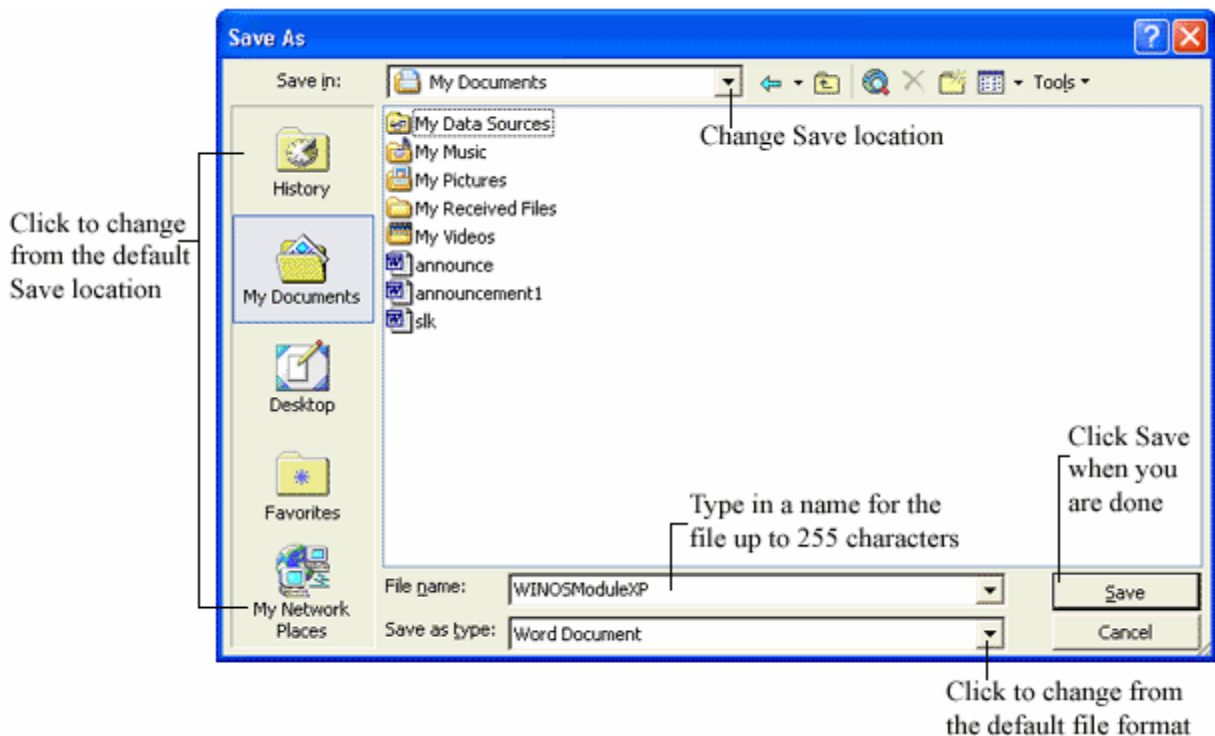 Save As
Save in:
My Documents
Tools
My Data Sources
My Music
My Pictures
My Received Files
My Videos
announce
announcement1
slk
Change Save location
History
My Documents
Desktop
Favorites
My Network
Places
Click to change
from the default
Save location
Click Save
when you
are done
Type in a name for the
file up to 255 characters
File name:
WINOSModuleXP
Save
Save as type:
Word Document
Cancel
Click to change from
the default file format